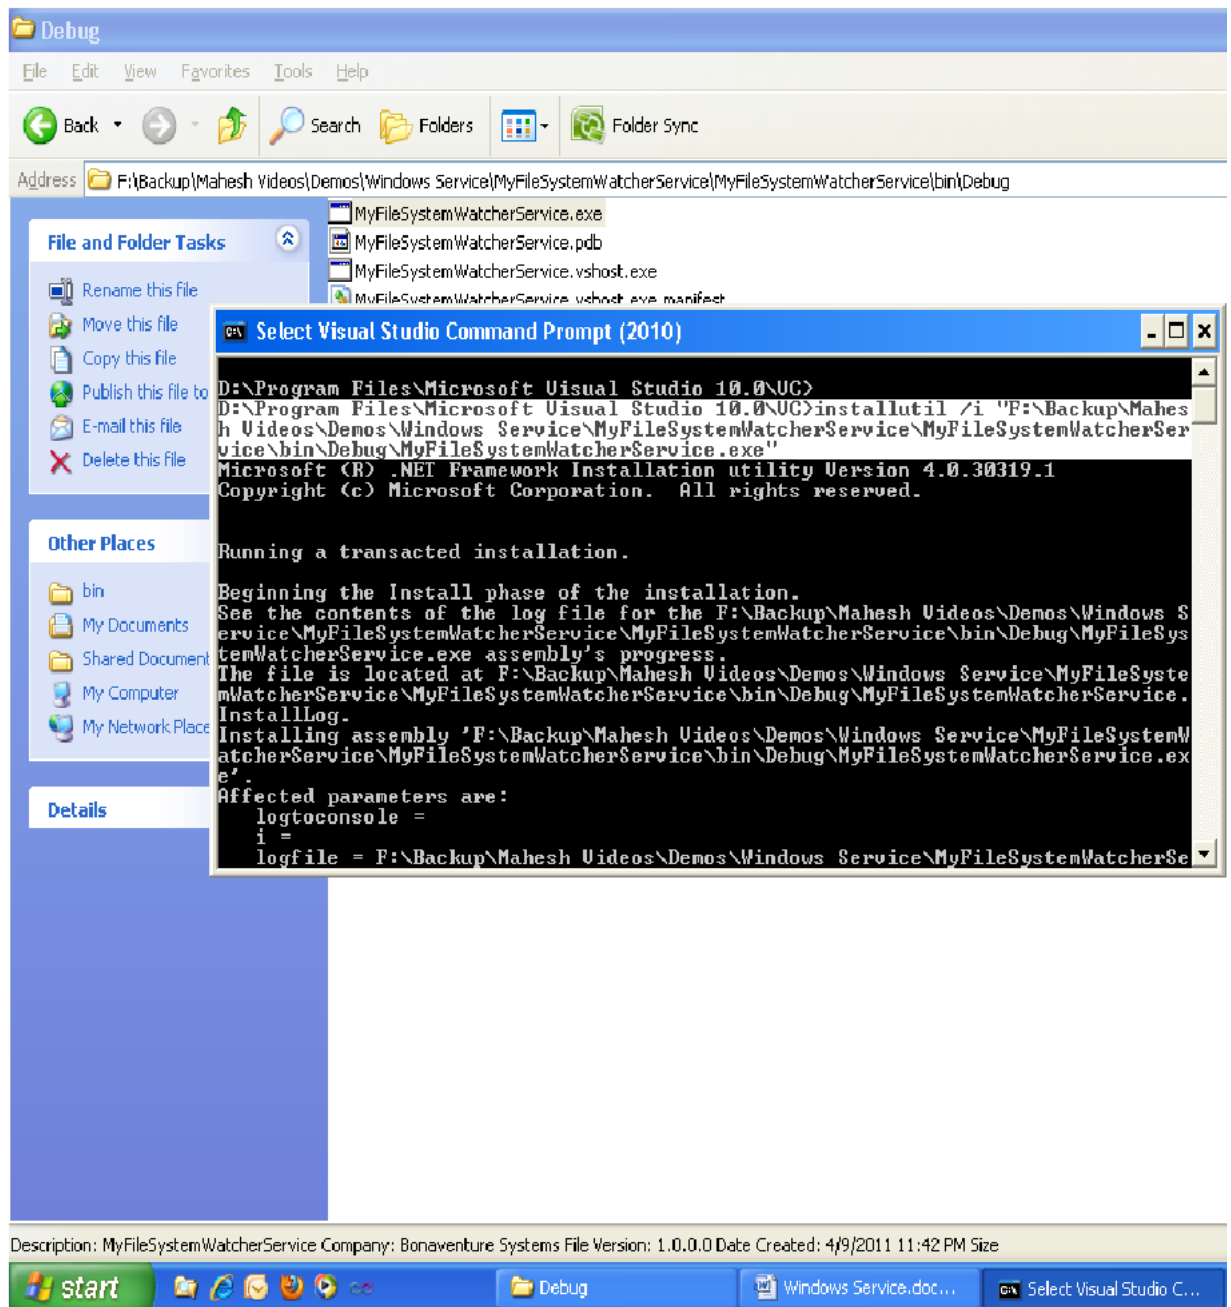 Debug
File Edit View Favorites Tools Help
Back Search Folders Folder Sync
Address F:\Backup\Mahesh Videos\Demos\Windows Service\MyFileSystemWatcherService\MyFileSystemWatcherService\bin\Debug
File and Folder Tasks
Rename this file
Move this file
Copy this file
Publish this file to
E-mail this file
Delete this file
Other Places
bin
My Documents
Shared Document
My Computer
My Network Place
Details
MyFileSystemWatcherService.exe
MyFileSystemWatcherService.pdb
MyFileSystemWatcherService.vshost.exe
MyFileSystemWatcherService.vshost.exe.manifest
Select Visual Studio Command Prompt (2010)
D:\Program Files\Microsoft Visual Studio 10.0\VC>
D:\Program Files\Microsoft Visual Studio 10.0\VC>installutil /i "F:\Backup\Mahes
h Videos\Demos\Windows Service\MyFileSystemWatcherService\MyFileSystemWatcherSer
vice\bin\Debug\MyFileSystemWatcherService.exe"
Microsoft (R) .NET Framework Installation utility Version 4.0.30319.1
Copyright (c) Microsoft Corporation.  All rights reserved.
Running a transacted installation.
Beginning the Install phase of the installation.
See the contents of the log file for the F:\Backup\Mahesh Videos\Demos\Windows S
ervice\MyFileSystemWatcherService\MyFileSystemWatcherService\bin\Debug\MyFileSys
temWatcherService.exe assembly's progress.
The file is located at F:\Backup\Mahesh Videos\Demos\Windows Service\MyFileSyste
mWatcherService\MyFileSystemWatcherService\bin\Debug\MyFileSystemWatcherService.
InstallLog.
Installing assembly 'F:\Backup\Mahesh Videos\Demos\Windows Service\MyFileSystemW
atcherService\MyFileSystemWatcherService\bin\Debug\MyFileSystemWatcherService.ex
e'.
Affected parameters are:
logtoconsole =
i =
logfile = F:\Backup\Mahesh Videos\Demos\Windows Service\MyFileSystemWatcherSe
Description: MyFileSystemWatcherService Company: Bonaventure Systems File Version: 1.0.0.0 Date Created: 4/9/2011 11:42 PM Size
start Debug Windows Service.doc... Select Visual Studio C...